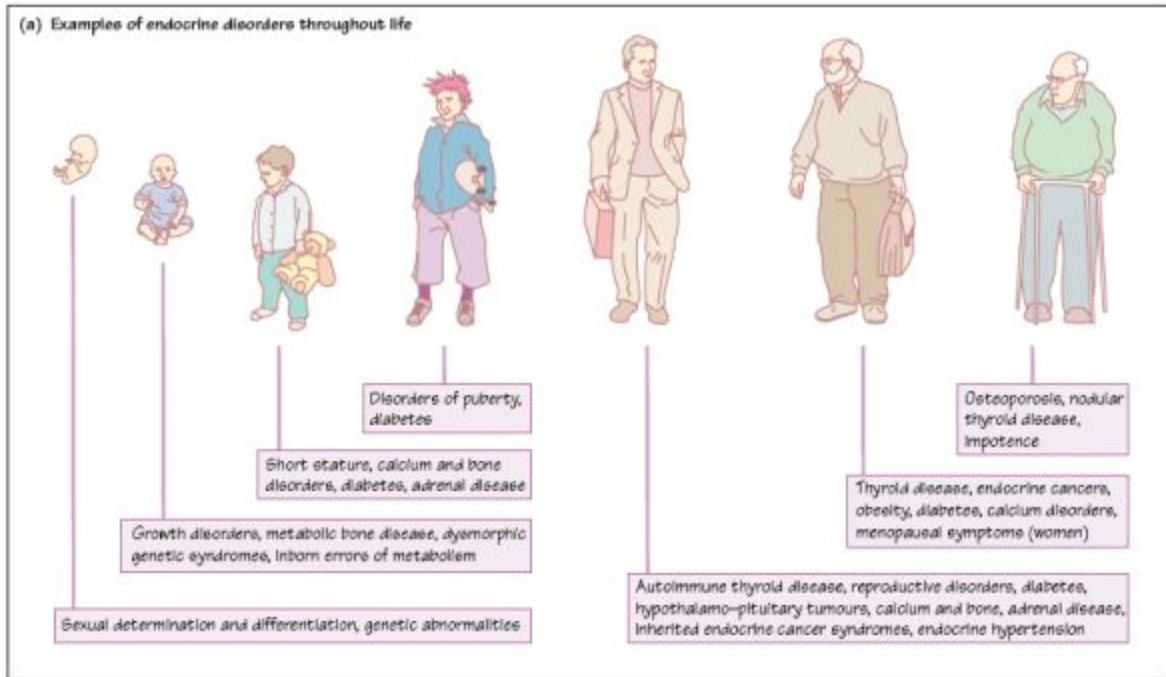 (a) Examples of endocrine disorders throughout life
Disorders of puberty,
diabetes
Short stature, calcium and bone
disorders, diabetes, adrenal disease
Growth disorders, metabolic bone disease, dysmorphic
genetic syndromes, inborn errors of metabolism
Sexual determination and differentiation, genetic abnormalities
Osteoporosis, nodular
thyroid disease,
impotence
Thyroid disease, endocrine cancers,
obesity, diabetes, calcium disorders,
menopausal symptoms (women)
Autoimmune thyroid disease, reproductive disorders, diabetes,
hypothalamo-pituitary tumours, calcium and bone, adrenal disease,
inherited endocrine cancer syndromes, endocrine hypertension